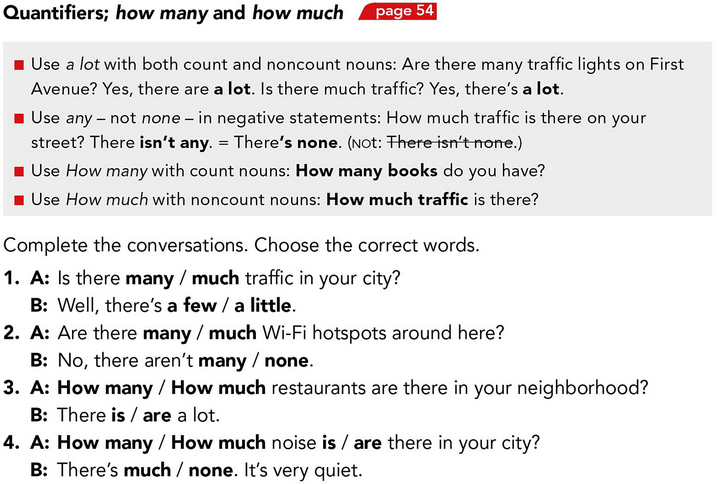 Quantifiers; how many and how much page 54
Use a lot with both count and noncount nouns: Are there many traffic lights on First
Avenue? Yes, there are a lot. Is there much traffic? Yes, there's a lot.
Use any – not none – in negative statements: How much traffic is there on your
street? There isn't any. = There's none. (NOT: There isn't none.)
Use How many with count nouns: How many books do you have?
Use How much with noncount nouns: How much traffic is there?
Complete the conversations. Choose the correct words.
1. A: Is there many / much traffic in your city?
B: Well, there's a few / a little.
2. A: Are there many / much Wi-Fi hotspots around here?
B: No, there aren't many / none.
3. A: How many / How much restaurants are there in your neighborhood?
B: There is / are a lot.
4. A: How many / How much noise is / are there in your city?
B: There's much / none. It's very quiet.